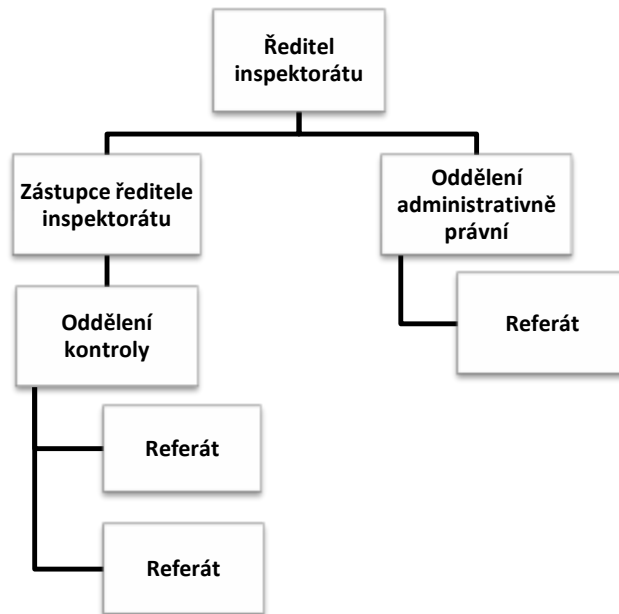 Ředitel
inspektorátu
Zástupce ředitele
inspektorátu
Oddělení
administrativně
právní
Oddělení
kontroly
Referát
Referát
Referát